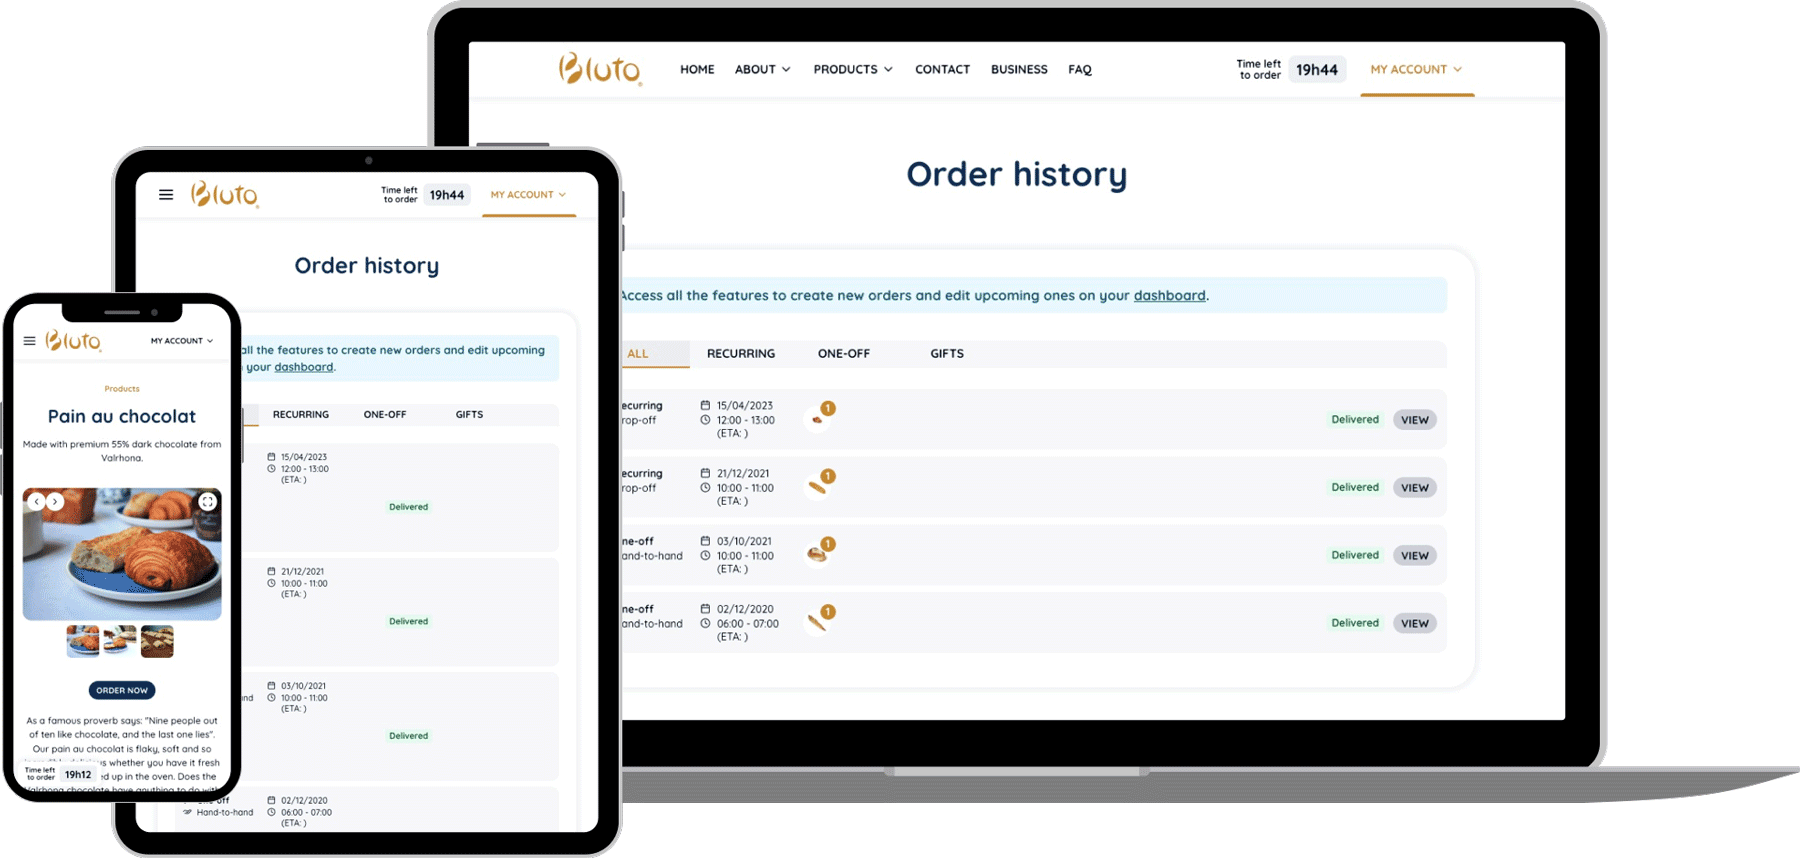 Bluto
HOME
ABOUT
PRODUCTS
CONTACT
BUSINESS
FAQ
Time left
to order
19h44
MY ACCOUNT
Order history
Access all the features to create new orders and edit upcoming ones on your dashboard.
ALL
RECURRING
ONE-OFF
GIFTS
ecurring
rop-off
15/04/2023
12:00 - 13:00
(ETA: )
1
Delivered
VIEW
ecurring
rop-off
21/12/2021
10:00 - 11:00
(ETA: )
1
Delivered
VIEW
ne-off
and-to-hand
03/10/2021
10:00 - 11:00
(ETA: )
1
Delivered
VIEW
ne-off
and-to-hand
02/12/2020
06:00 - 07:00
(ETA: )
1
Delivered
VIEW
Bluto
Time left
to order
19h44
MY ACCOUNT
Order history
all the features to create new orders and edit upcoming
your dashboard.
RECURRING
ONE-OFF
GIFTS
15/04/2023
12:00 - 13:00
(ETA: )
Delivered
21/12/2021
10:00 - 11:00
(ETA: )
Delivered
nd
03/10/2021
10:00 - 11:00
(ETA: )
Delivered
One-off
Hand-to-hand
02/12/2020
06:00 - 07:00
(ETA: )
Bluto
MY ACCOUNT
Products
Pain au chocolat
Made with premium 55% dark chocolate from
Valrhona.
ORDER NOW
As a famous proverb says: "Nine people out
of ten like chocolate, and the last one lies".
Our pain au chocolat is flaky, soft and so
whether you have it fresh
ed up in the oven. Does the
Valrhona chocolate have anything to do with
Time left
to order
19h12